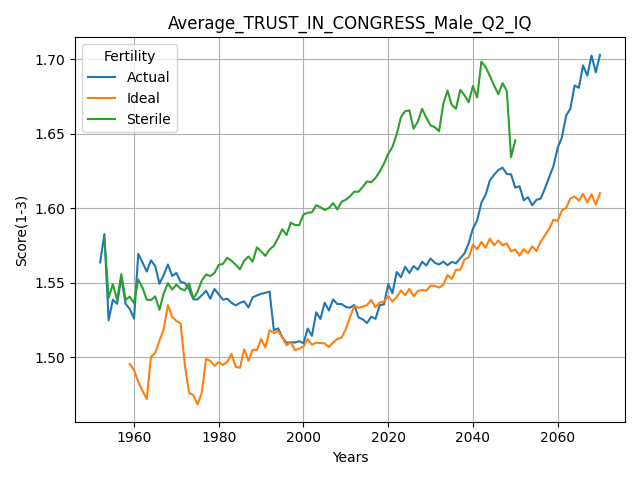 Average_TRUST_IN_CONGRESS_Male_Q2_IQ
Fertility
Actual
Ideal
Sterile
Score(1-3)
1.70
1.65
1.60
1.55
1.50
1960 1980 2000 2020 2040 2060
Years